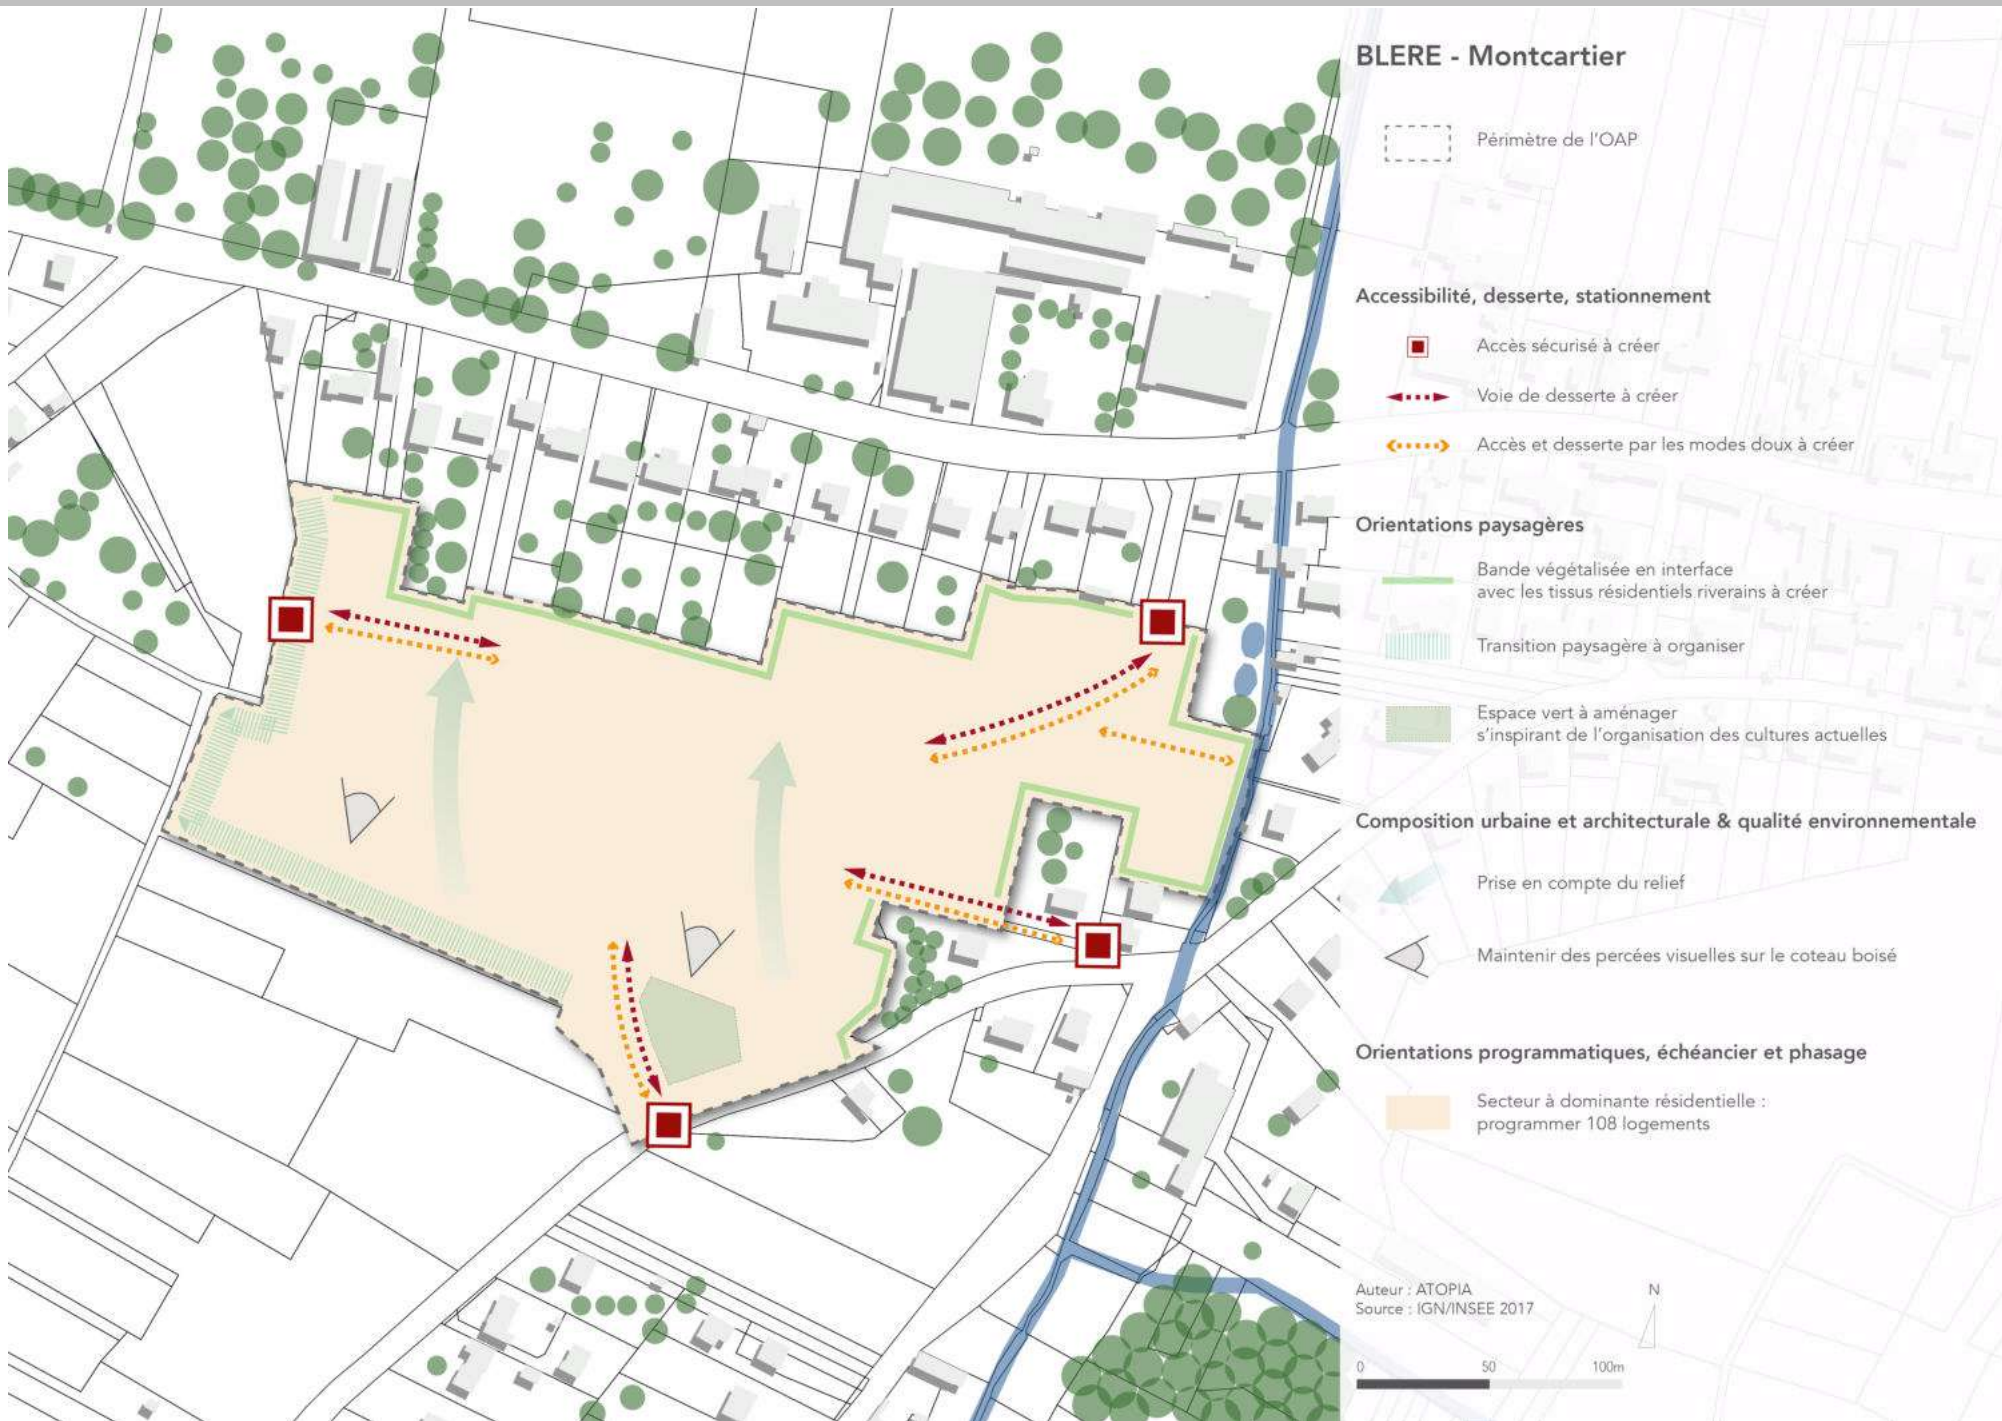 BLERE - Montcartier
Périmètre de l'OAP
Accessibilité, desserte, stationnement
Accès sécurisé à créer
Voie de desserte à créer
Accès et desserte par les modes doux à créer
Orientations paysagères
Bande végétalisée en interface
avec les tissus résidentiels riverains à créer
Transition paysagère à organiser
Espace vert à aménager
s'inspirant de l'organisation des cultures actuelles
Composition urbaine et architecturale & qualité environnementale
Prise en compte du relief
Maintenir des percées visuelles sur le coteau boisé
Orientations programmatiques, échéancier et phasage
Secteur à dominante résidentielle :
programmer 108 logements
Auteur : ATOPIA
Source : IGN/INSEE 2017
N
0 50 100m